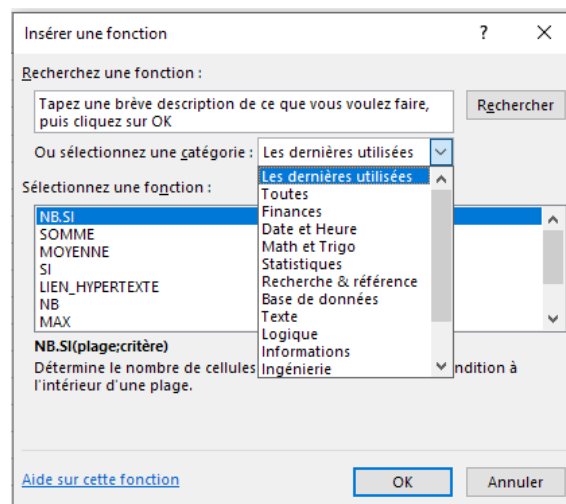 Insérer une fonction
?
Recherchez une fonction :
Tapez une brève description de ce que vous voulez faire,
puis cliquez sur OK
Rechercher
Ou sélectionnez une catégorie :
Les dernières utilisées
Les dernières utilisées
Toutes
Finances
Date et Heure
Math et Trigo
Statistiques
Recherche & référence
Base de données
Texte
Logique
Informations
Ingénierie
Sélectionnez une fonction :
NB.SI
SOMME
MOYENNE
SI
LIEN_HYPERTEXTE
NB
MAX
NB.SI(plage;critère)
Détermine le nombre de cellules ndition à
l'intérieur d'une plage.
Aide sur cette fonction
OK
Annuler